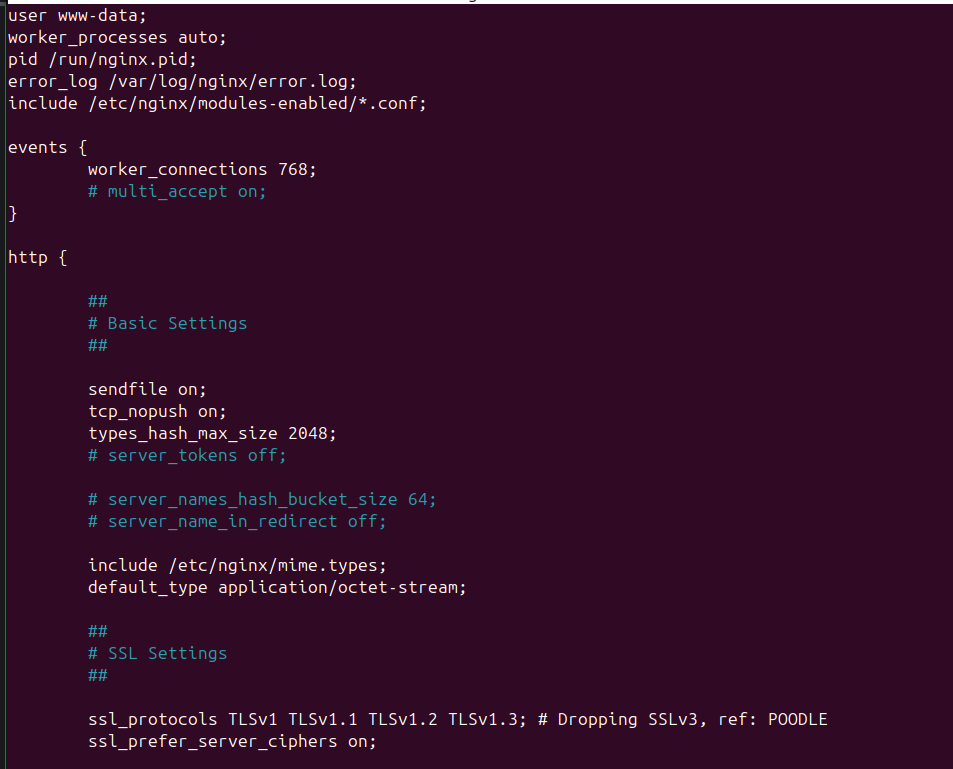 user www-data;
worker_processes auto;
pid /run/nginx.pid;
error_log /var/log/nginx/error.log;
include /etc/nginx/modules-enabled/*.conf;
events {
worker_connections 768;
# multi_accept on;
}
http {
##
# Basic Settings
##
sendfile on;
tcp_nopush on;
types_hash_max_size 2048;
# server_tokens off;
# server_names_hash_bucket_size 64;
# server_name_in_redirect off;
include /etc/nginx/mime.types;
default_type application/octet-stream;
##
# SSL Settings
##
ssl_protocols TLSv1 TLSv1.1 TLSv1.2 TLSv1.3; # Dropping SSLv3, ref: POODLE
ssl_prefer_server_ciphers on;